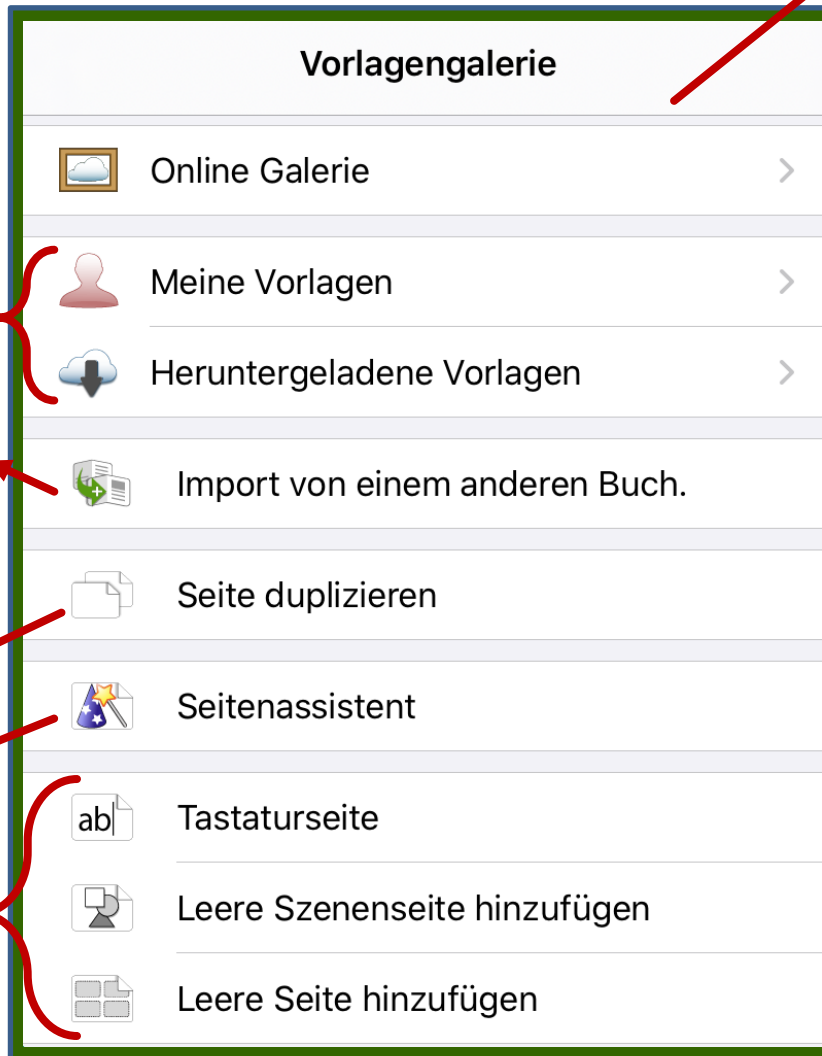 Vorlagengalerie
Online Galerie
Meine Vorlagen
Heruntergeladene Vorlagen
Import von einem anderen Buch.
Seite duplizieren
Seitenassistent
ab Tastaturseite
Leere Szenenseite hinzufügen
Leere Seite hinzufügen